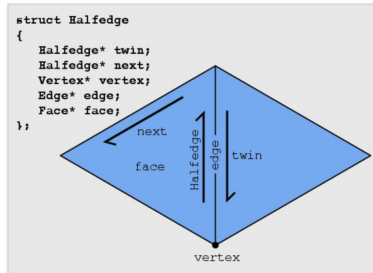 struct Halfedge
{
Halfedge* twin;
Halfedge* next;
Vertex* vertex;
Edge* edge;
Face* face;
};
next
face
Halfedge
edge
twin
vertex